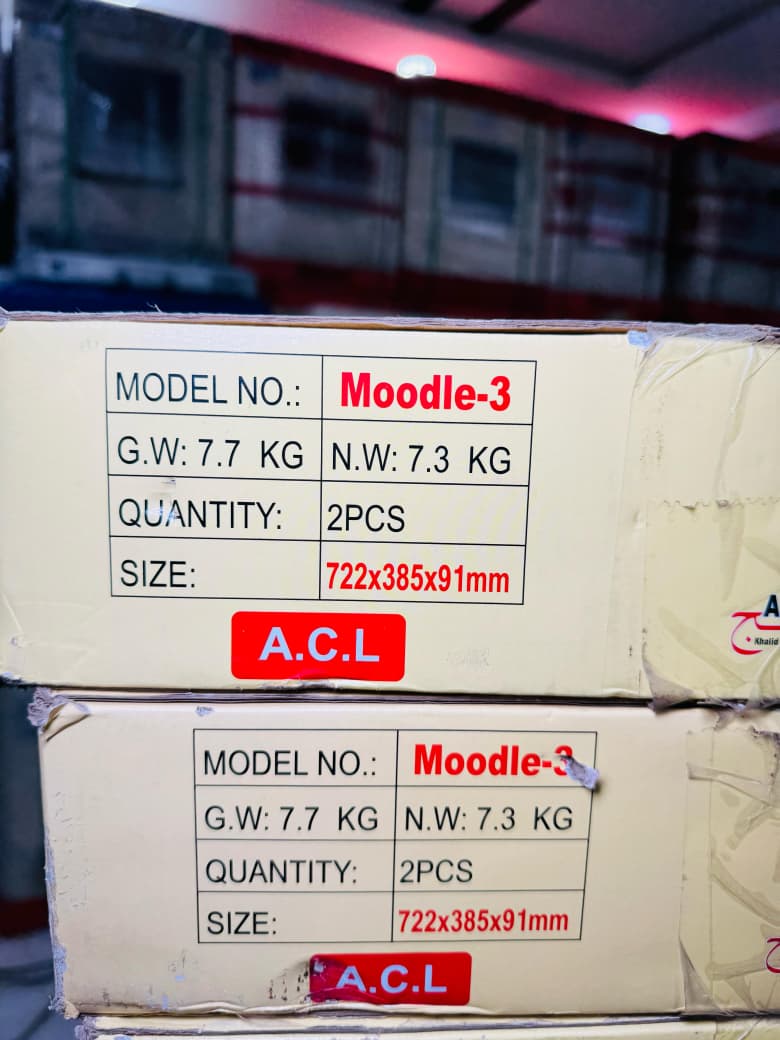 MODEL NO.: Moodle-3
G.W: 7.7 KG N.W: 7.3 KG
QUANTITY: 2PCS
SIZE: 722x385x91mm
A.C.L
A
Khalid
MODEL NO.: Moodle-3
G.W: 7.7 KG N.W: 7.3 KG
QUANTITY: 2PCS
SIZE: 722x385x91mm
A.C.L